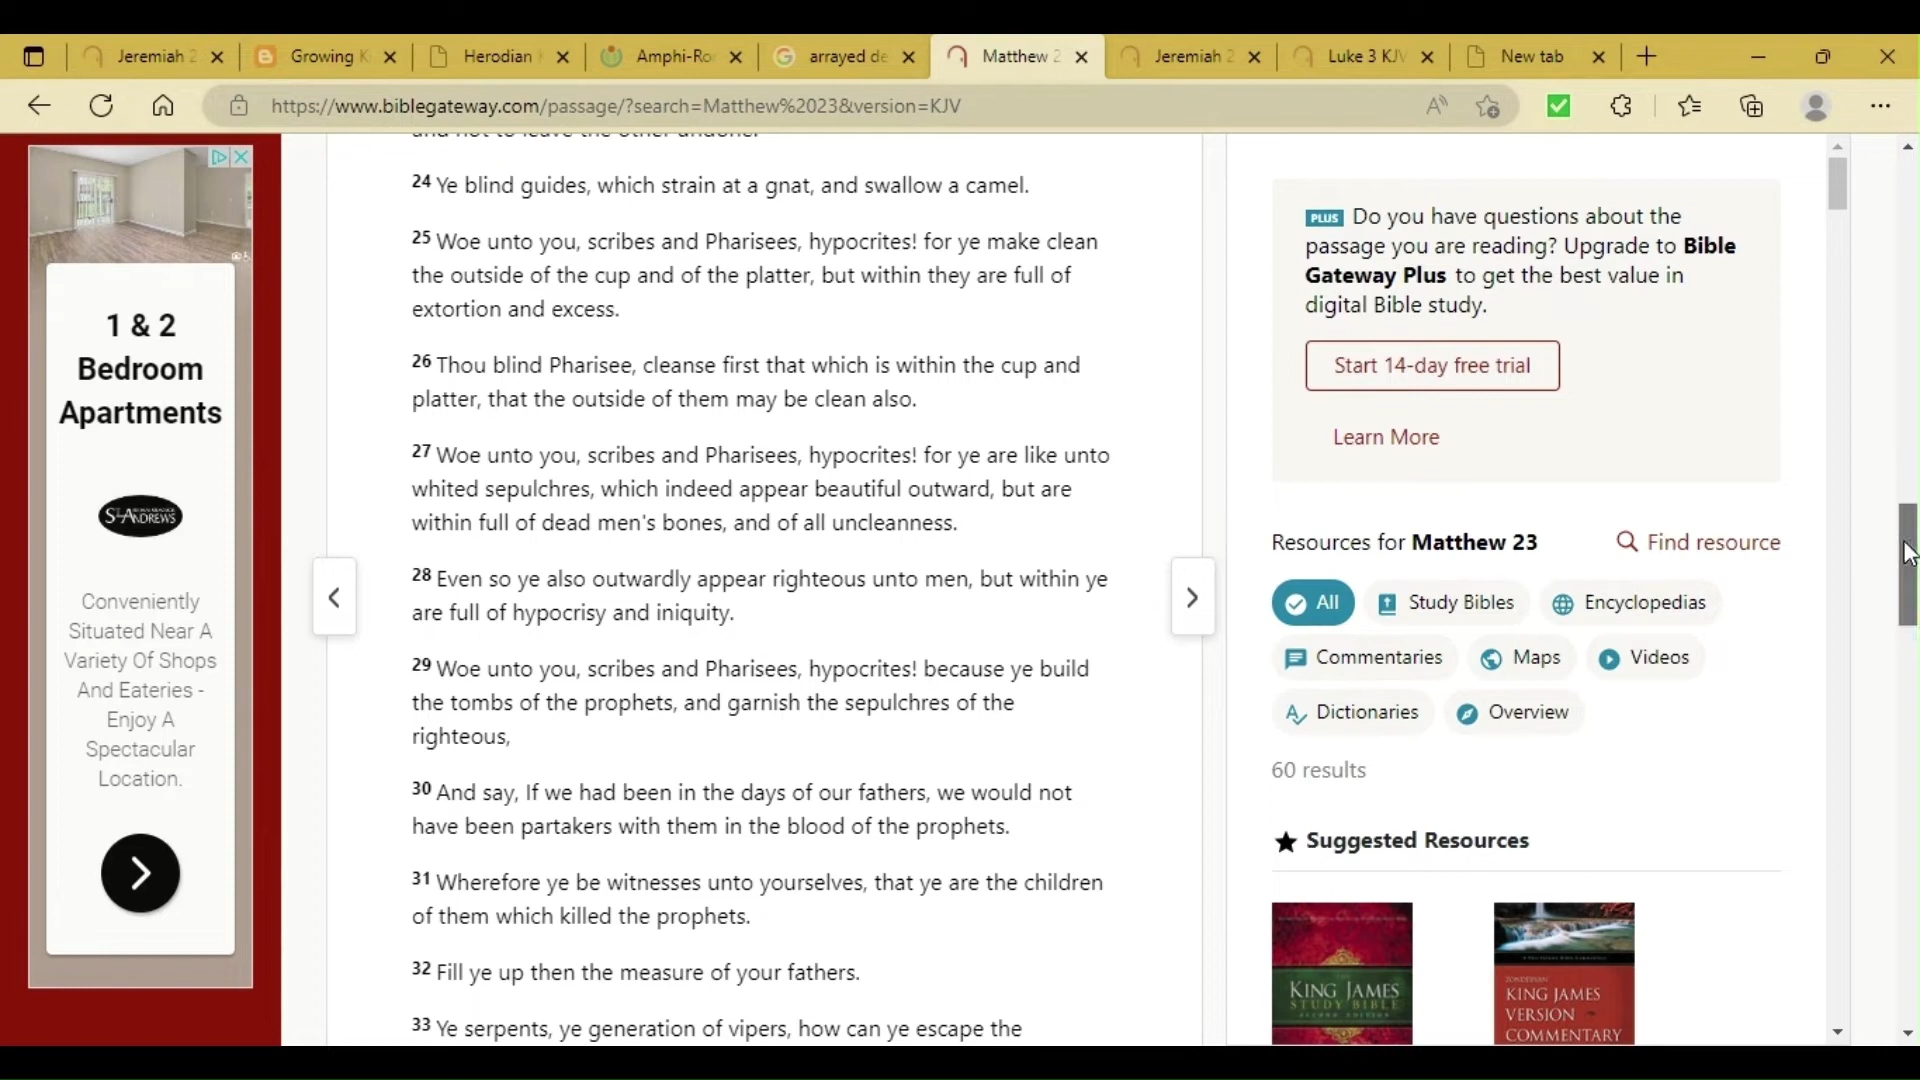 Jeremiah 2
Growing K
Herodian
Amphi-Ro
arrayed de
Matthew 2
Jeremiah 2
Luke 3 KJV
New tab
https://www.biblegateway.com/passage/?search=Matthew%2023&version=KJV
and not to leave the other undone.
24 Ye blind guides, which strain at a gnat, and swallow a camel.
25 Woe unto you, scribes and Pharisees, hypocrites! for ye make clean
the outside of the cup and of the platter, but within they are full of
extortion and excess.
26 Thou blind Pharisee, cleanse first that which is within the cup and
platter, that the outside of them may be clean also.
27 Woe unto you, scribes and Pharisees, hypocrites! for ye are like unto
whited sepulchres, which indeed appear beautiful outward, but are
within full of dead men's bones, and of all uncleanness.
28 Even so ye also outwardly appear righteous unto men, but within ye
are full of hypocrisy and iniquity.
29 Woe unto you, scribes and Pharisees, hypocrites! because ye build
the tombs of the prophets, and garnish the sepulchres of the
righteous,
30 And say, If we had been in the days of our fathers, we would not
have been partakers with them in the blood of the prophets.
31 Wherefore ye be witnesses unto yourselves, that ye are the children
of them which killed the prophets.
32 Fill ye up then the measure of your fathers.
33 Ye serpents, ye generation of vipers, how can ye escape the
1 & 2
Bedroom
Apartments
ST. ANDREWS
Conveniently
Situated Near A
Variety Of Shops
And Eateries -
Enjoy A
Spectacular
Location.
PLUS Do you have questions about the
passage you are reading? Upgrade to Bible
Gateway Plus to get the best value in
digital Bible study.
Start 14-day free trial
Learn More
Resources for Matthew 23
Find resource
All
Study Bibles
Encyclopedias
Commentaries
Maps
Videos
Dictionaries
Overview
60 results
Suggested Resources
KING JAMES
STUDY BIBLE
SECOND EDITION
ZONDERVAN
KING JAMES
VERSION
COMMENTARY